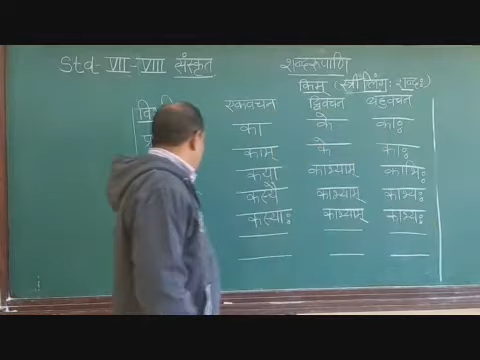 Std- VII-VIII संस्कृत शब्दरूपाणि
किम् (स्त्रीलिंगः शब्दः)
एकवचन द्विवचन बहुवचन
का के काः
काम् के काः
कया काभ्याम् काभिः
कस्यै काभ्याम् काभ्यः
कस्याः काभ्याम् काभ्यः